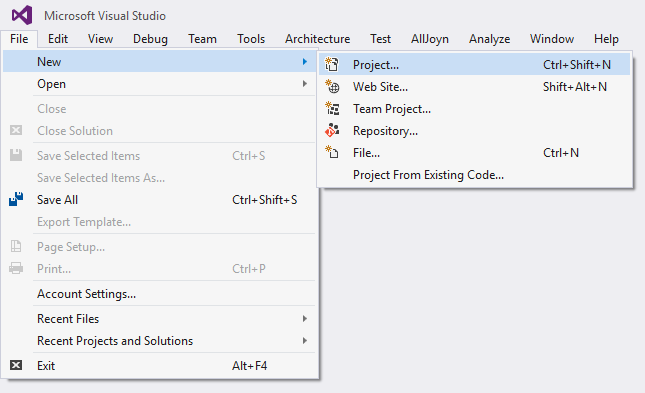 Microsoft Visual Studio
File Edit View Debug Team Tools Architecture Test AllJoyn Analyze Window Help
New
Open
Close
Close Solution
Save Selected Items Ctrl+S
Save Selected Items As...
Save All Ctrl+Shift+S
Export Template...
Page Setup...
Print... Ctrl+P
Account Settings...
Recent Files
Recent Projects and Solutions
Exit Alt+F4
Project... Ctrl+Shift+N
Web Site... Shift+Alt+N
Team Project...
Repository...
File... Ctrl+N
Project From Existing Code...